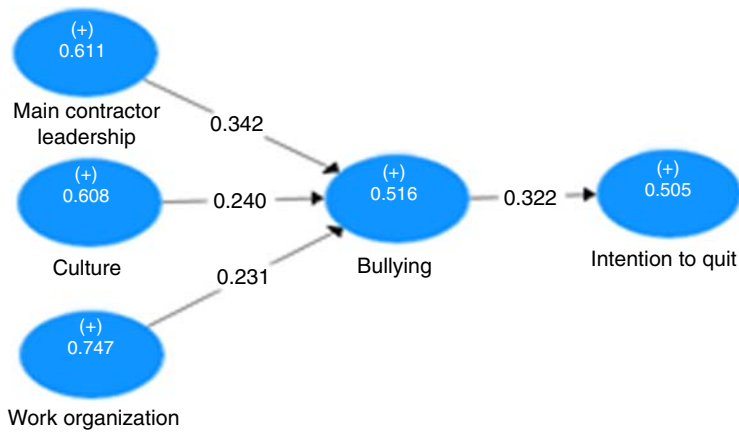 (+)
0.611
Main contractor
leadership
0.342
(+)
0.608
Culture
0.240
(+)
0.747
Work organization
0.231
(+)
0.516
Bullying
0.322
(+)
0.505
Intention to quit